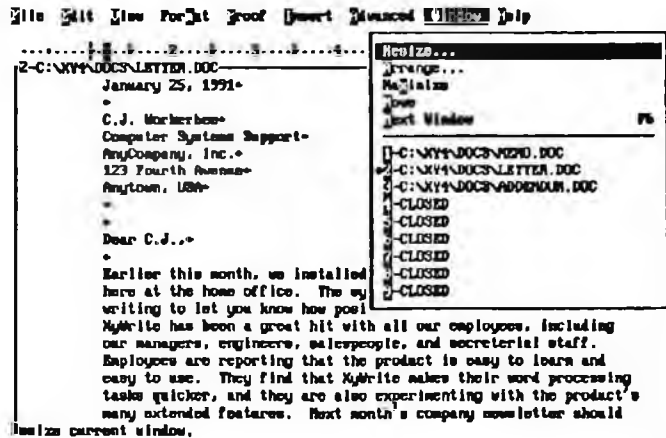 File Edit View Format Proof Insert Advanced Window Help
2-C:\XY4\DOCS\LETTER.DOC
January 25, 1991
C.J. Workerbee
Computer Systems Support
AnyCompany, Inc.
123 Fourth Avenue
Anytown, USA
Dear C.J.,
Earlier this month, we installed
here at the home office. The sy
writing to let you know how posi
XyWrite has been a great hit with all our employees, including
our managers, engineers, salespeople, and secretarial staff.
Employees are reporting that the product is easy to learn and
easy to use. They find that XyWrite makes their word processing
tasks quicker, and they are also experimenting with the product's
many extended features. Next month's company newsletter should
Resize current window.
Resize...
Arrange...
Maximize
Move
Next Window F6
-C:\XY4\DOCS\MEMO.DOC
-C:\XY4\DOCS\LETTER.DOC
-C:\XY4\DOCS\ADDENDUM.DOC
-CLOSED
-CLOSED
-CLOSED
-CLOSED
-CLOSED
-CLOSED